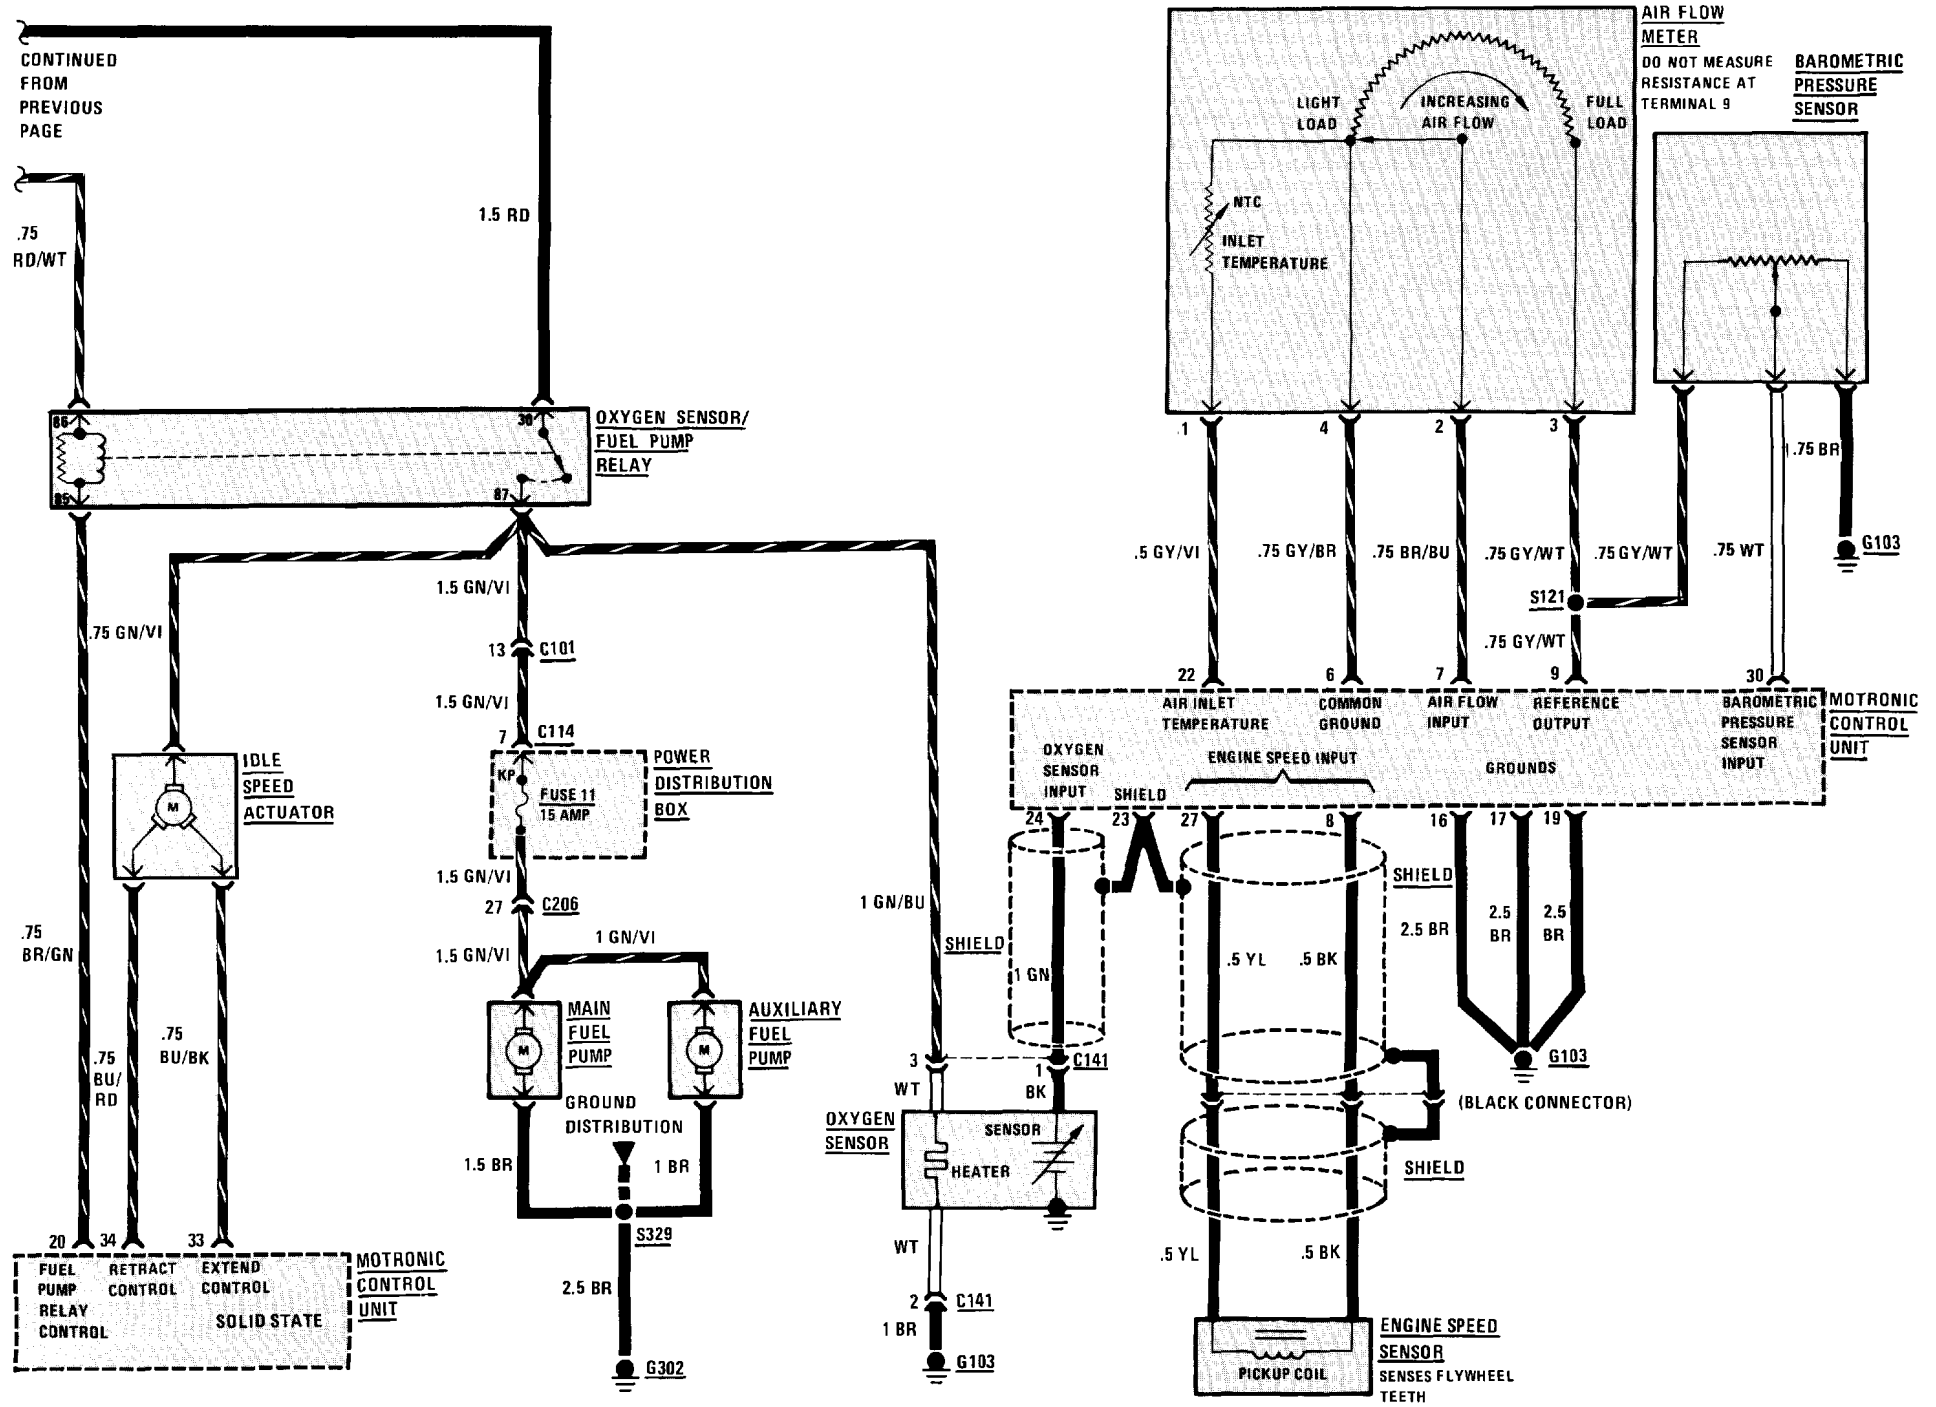 CONTINUED
FROM
PREVIOUS
PAGE
.75
RD/WT
1.5 RD
86
30
85
87
OXYGEN SENSOR/
FUEL PUMP
RELAY
.75 GN/VI
1.5 GN/VI
13 C101
1.5 GN/VI
7 C114
KP
FUSE 11
15 AMP
POWER
DISTRIBUTION
BOX
1.5 GN/VI
27 C206
1.5 GN/VI
1 GN/VI
IDLE
SPEED
ACTUATOR
M
.75
BR/GN
.75
BU/
RD
.75
BU/BK
MAIN
FUEL
PUMP
M
AUXILIARY
FUEL
PUMP
M
GROUND
DISTRIBUTION
1.5 BR
1 BR
S329
2.5 BR
G302
20
34
33
FUEL
PUMP
RELAY
CONTROL
RETRACT
CONTROL
EXTEND
CONTROL
SOLID STATE
MOTRONIC
CONTROL
UNIT
1 GN/BU
SHIELD
1 GN
3
1
C141
WT
BK
OXYGEN
SENSOR
SENSOR
HEATER
WT
2 C141
1 BR
G103
AIR FLOW
METER
DO NOT MEASURE
RESISTANCE AT
TERMINAL 9
LIGHT
LOAD
INCREASING
AIR FLOW
FULL
LOAD
NTC
INLET
TEMPERATURE
BAROMETRIC
PRESSURE
SENSOR
1
4
2
3
.5 GY/VI
.75 GY/BR
.75 BR/BU
.75 GY/WT
.75 GY/WT
.75 WT
.75 BR
G103
S121
.75 GY/WT
22
6
7
9
30
AIR INLET
TEMPERATURE
COMMON
GROUND
AIR FLOW
INPUT
REFERENCE
OUTPUT
BAROMETRIC
PRESSURE
SENSOR
INPUT
MOTRONIC
CONTROL
UNIT
OXYGEN
SENSOR
INPUT
SHIELD
ENGINE SPEED INPUT
GROUNDS
24
23
27
8
16
17
19
SHIELD
2.5 BR
2.5
BR
2.5
BR
.5 YL
.5 BK
G103
(BLACK CONNECTOR)
SHIELD
.5 YL
.5 BK
PICKUP COIL
ENGINE SPEED
SENSOR
SENSES FLYWHEEL
TEETH